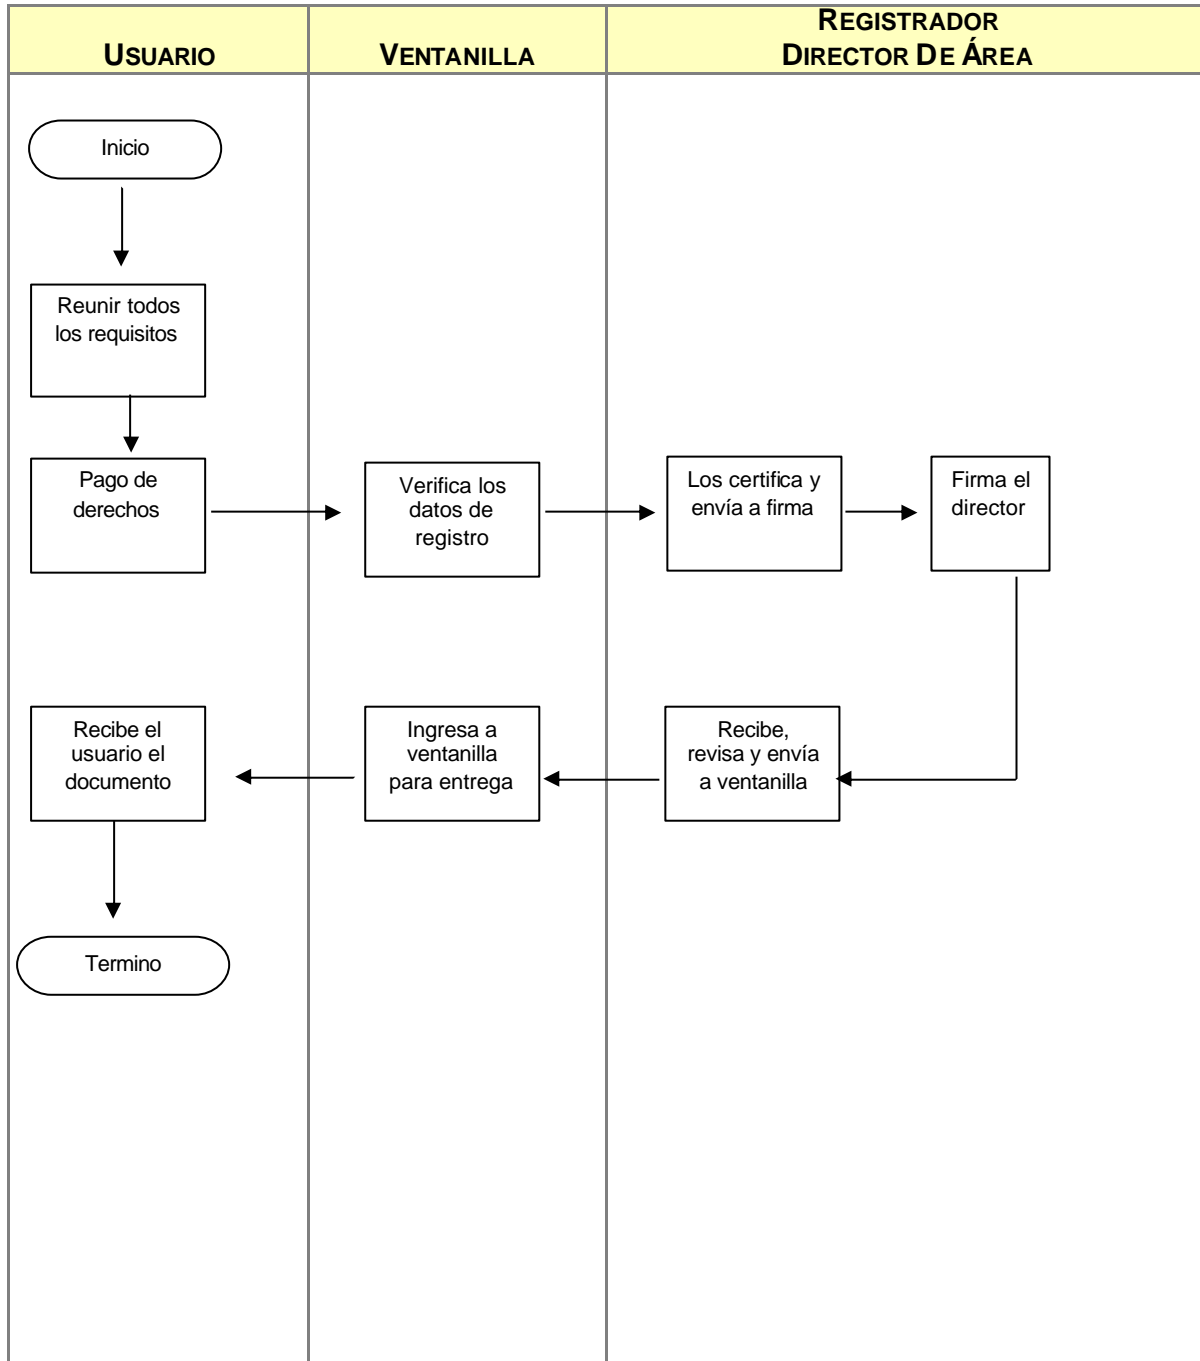 USUARIO
VENTANILLA
REGISTRADOR
DIRECTOR DE ÁREA
Inicio
Reunir todos
los requisitos
Pago de
derechos
Verifica los
datos de
registro
Los certifica y
envía a firma
Firma el
director
Recibe el
usuario el
documento
Ingresa a
ventanilla
para entrega
Recibe,
revisa y envía
a ventanilla
Termino